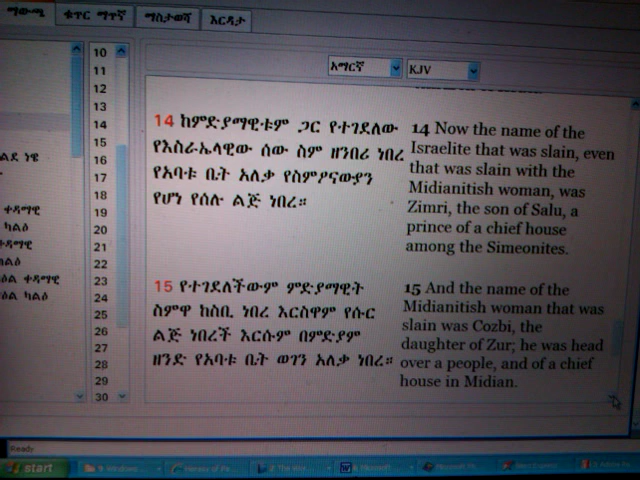 ማውጫ ቁጥር ማጥኛ ማስታወሻ እርዳታ
አማርኛ KJV
10
11
12
13
14
15
16
17
18
19
20
21
22
23
24
25
26
27
28
29
30
14 ከምድያማዊቱም ጋር የተገደለው
የእስራኤላዊው ሰው ስም ዘንበሪ ነበረ
የአባቱ ቤት አለቃ የስምዖናውያን
የሆነ የሰሉ ልጅ ነበረ።
14 Now the name of the
Israelite that was slain, even
that was slain with the
Midianitish woman, was
Zimri, the son of Salu, a
prince of a chief house
among the Simeonites.
15 የተገደለችውም ምድያማዊት
ስምዋ ከስቢ ነበረ እርስዋም የሱር
ልጅ ነበረች እርሱም በምድያም
ዘንድ የአባቱ ቤት ወገን አለቃ ነበረ።
15 And the name of the
Midianitish woman that was
slain was Cozbi, the
daughter of Zur; he was head
over a people, and of a chief
house in Midian.
Ready
start